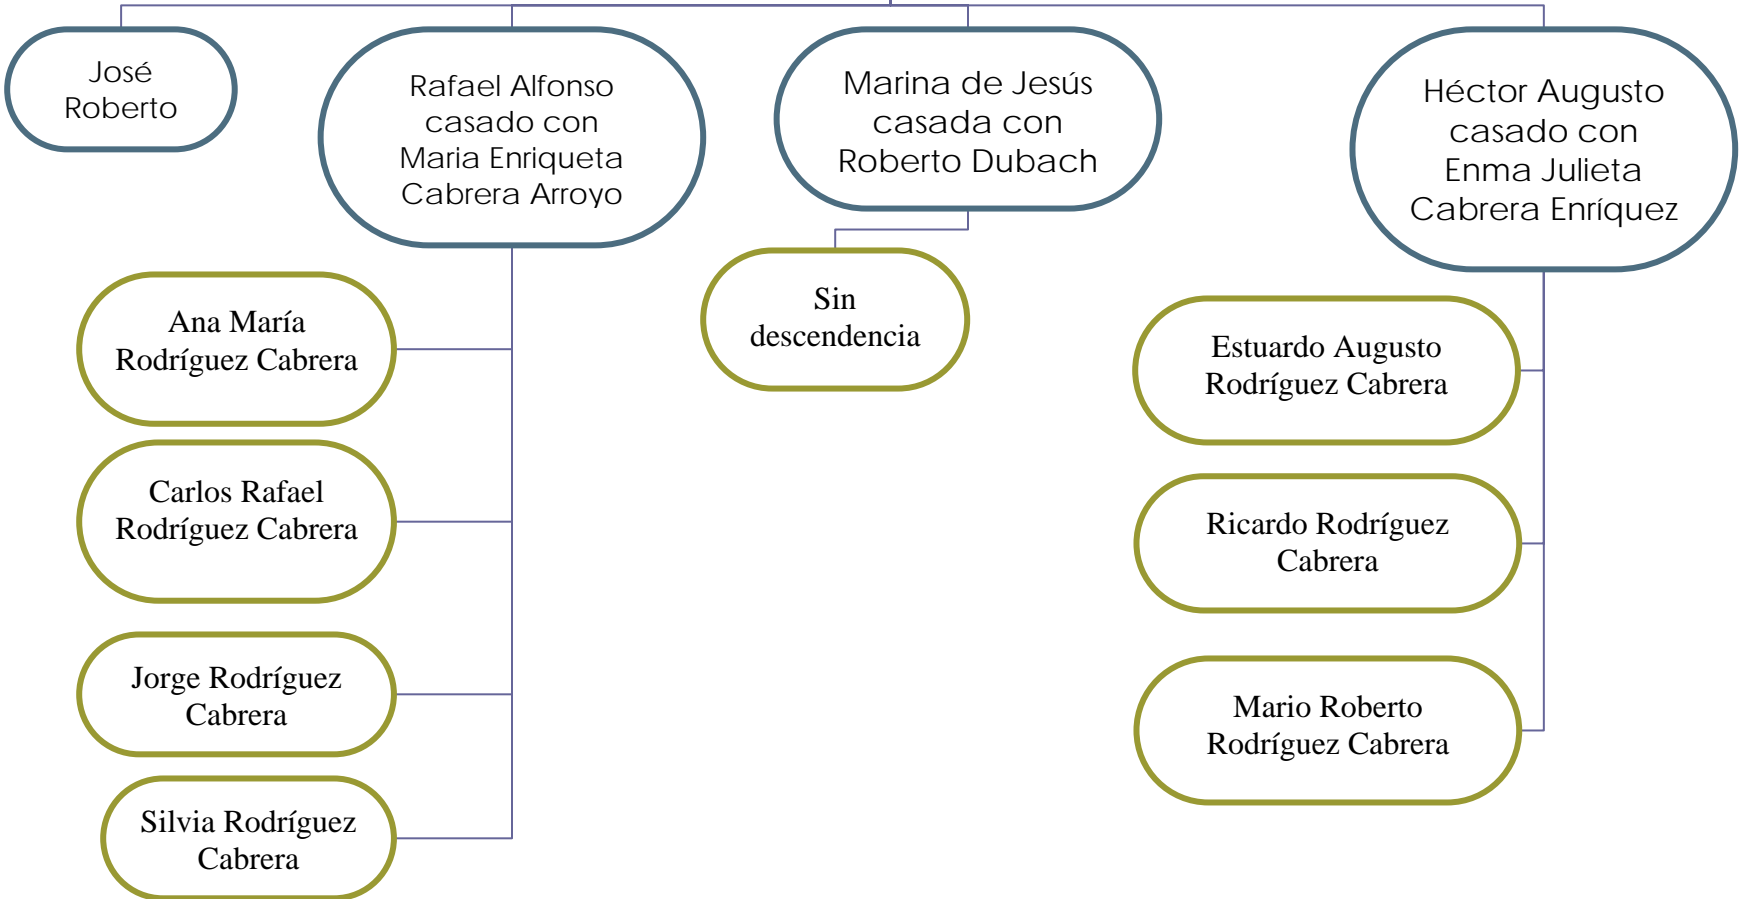 José
Roberto
Rafael Alfonso
casado con
Maria Enriqueta
Cabrera Arroyo
Marina de Jesús
casada con
Roberto Dubach
Héctor Augusto
casado con
Enma Julieta
Cabrera Enríquez
Ana María
Rodríguez Cabrera
Carlos Rafael
Rodríguez Cabrera
Jorge Rodríguez
Cabrera
Silvia Rodríguez
Cabrera
Sin
descendencia
Estuardo Augusto
Rodríguez Cabrera
Ricardo Rodríguez
Cabrera
Mario Roberto
Rodríguez Cabrera